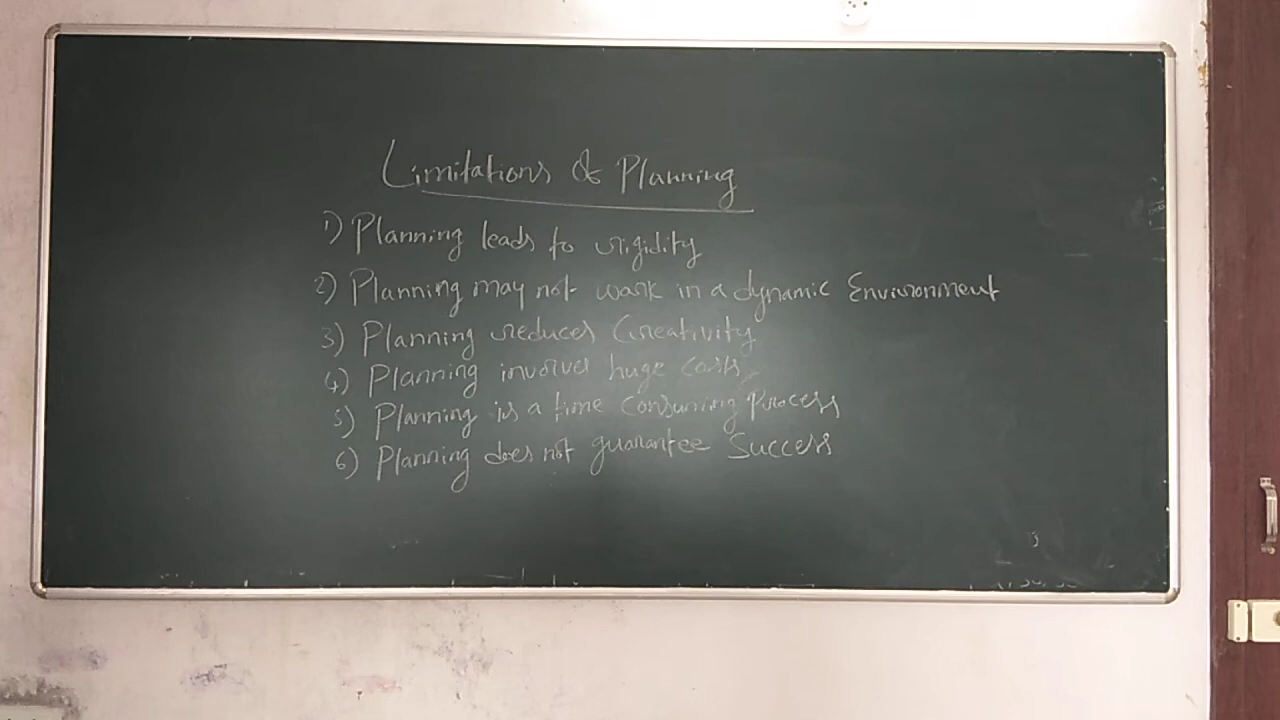 Limitations of Planning
1) Planning leads to rigidity
2) Planning may not work in a dynamic Environment
3) Planning reduces Creativity
4) Planning involves huge costs
5) Planning is a time consuming Process
6) Planning does not guarantee Success